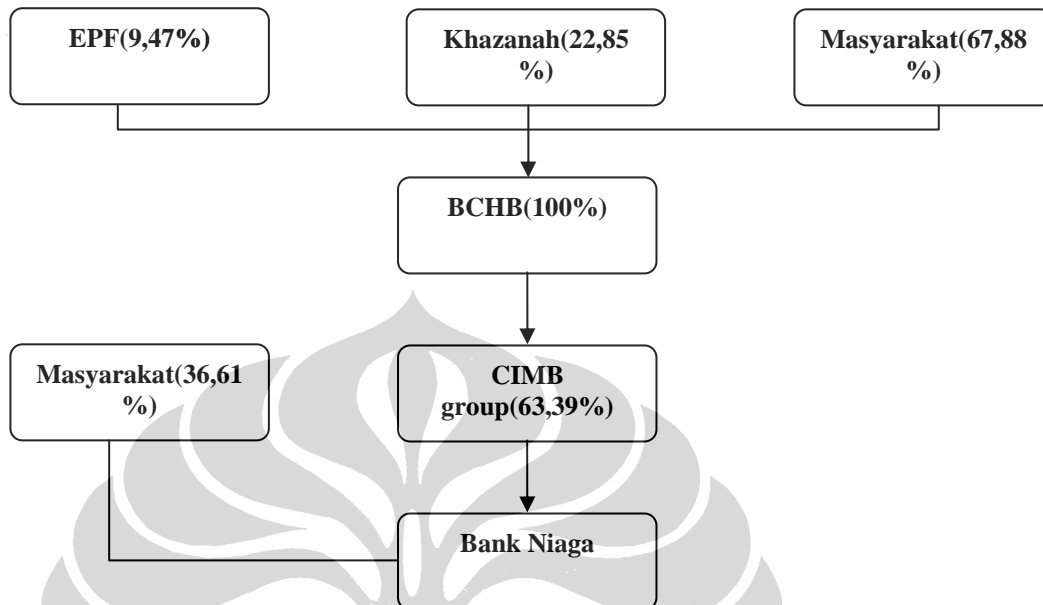 EPF(9,47%)
Khazanah(22,85
%)
Masyarakat(67,88
%)
BCHB(100%)
Masyarakat(36,61
%)
CIMB
group(63,39%)
Bank Niaga